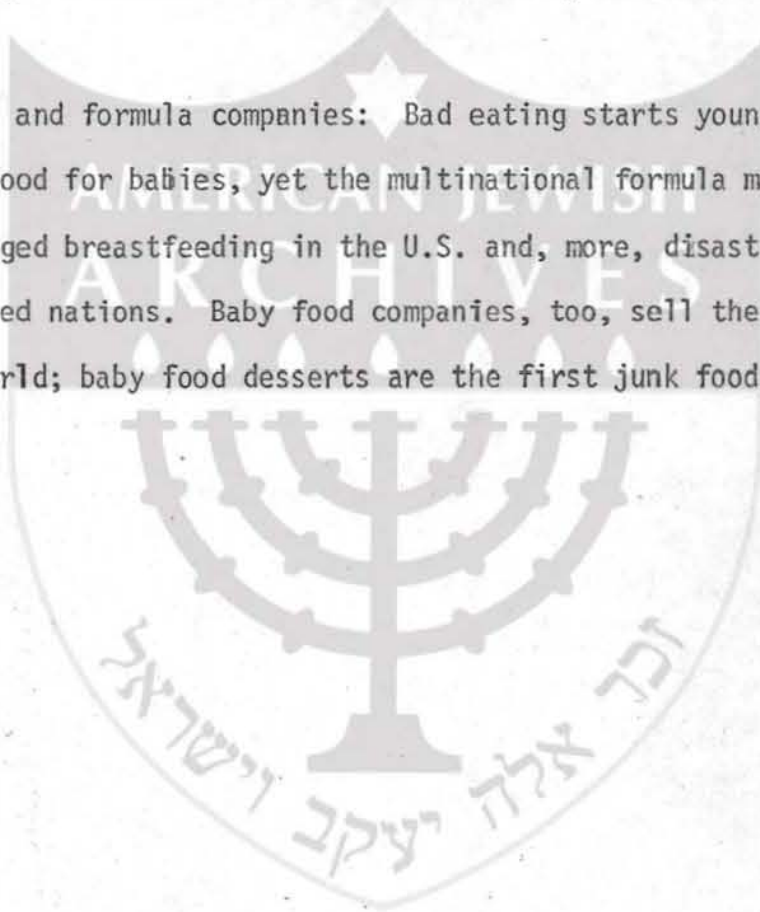 and formula companies: Bad eating starts youn
ood for babies, yet the multinational formula m
AMERICAN JEWISH
ged breastfeeding in the U.S. and, more, disast
ARCHIVES
ed nations. Baby food companies, too, sell the
rld; baby food desserts are the first junk food
זכר אלה יעקב וישראל